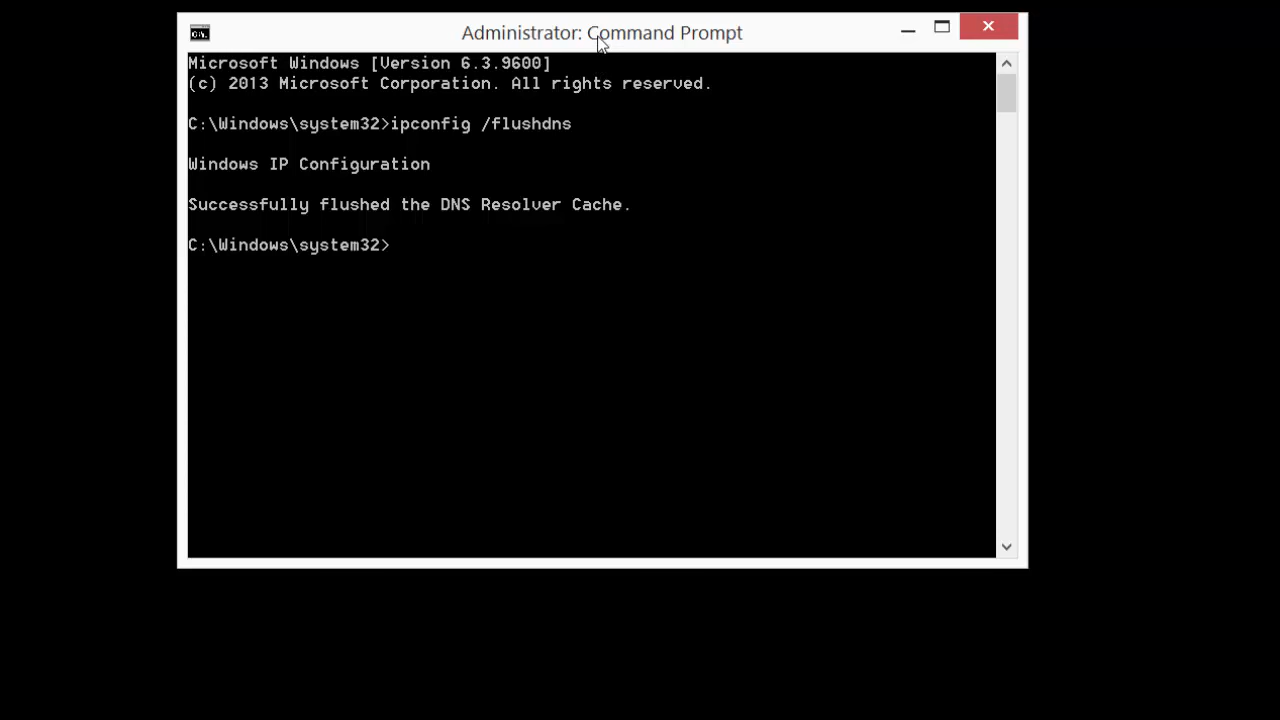 Administrator: Command Prompt
Microsoft Windows [Version 6.3.9600]
(c) 2013 Microsoft Corporation. All rights reserved.
C:\Windows\system32>ipconfig /flushdns
Windows IP Configuration
Successfully flushed the DNS Resolver Cache.
C:\Windows\system32>